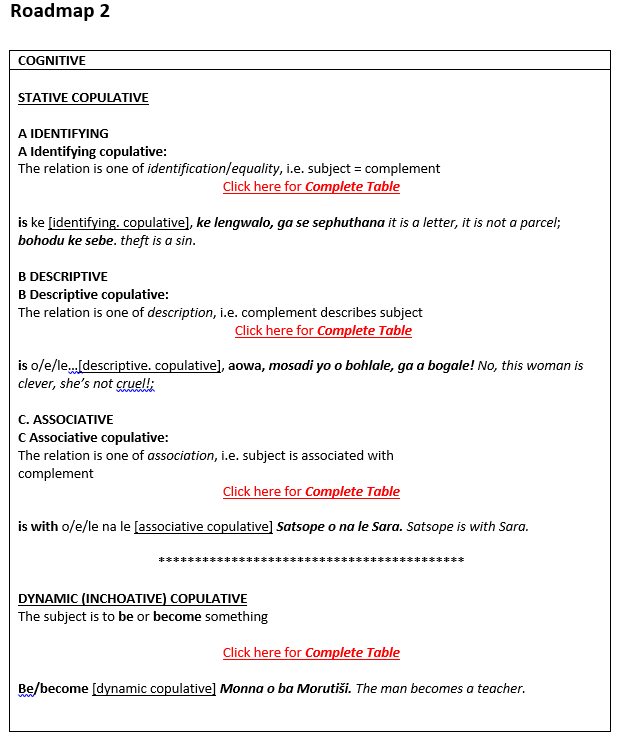 Roadmap 2
COGNITIVE
STATIVE COPULATIVE
A IDENTIFYING
A Identifying copulative:
The relation is one of identification/equality, i.e. subject = complement
Click here for Complete Table
is ke [identifying. copulative], ke lengwalo, ga se sephuthana it is a letter, it is not a parcel;
bohodu ke sebe. theft is a sin.
B DESCRIPTIVE
B Descriptive copulative:
The relation is one of description, i.e. complement describes subject
Click here for Complete Table
is o/e/le...[descriptive. copulative], aowa, mosadi yo o bohlale, ga a bogale! No, this woman is
clever, she's not cruel!;
C. ASSOCIATIVE
C Associative copulative:
The relation is one of association, i.e. subject is associated with
complement
Click here for Complete Table
is with o/e/le na le [associative copulative] Satsope o na le Sara. Satsope is with Sara.
******************************************
DYNAMIC (INCHOATIVE) COPULATIVE
The subject is to be or become something
Click here for Complete Table
Be/become [dynamic copulative] Monna o ba Morutiši. The man becomes a teacher.